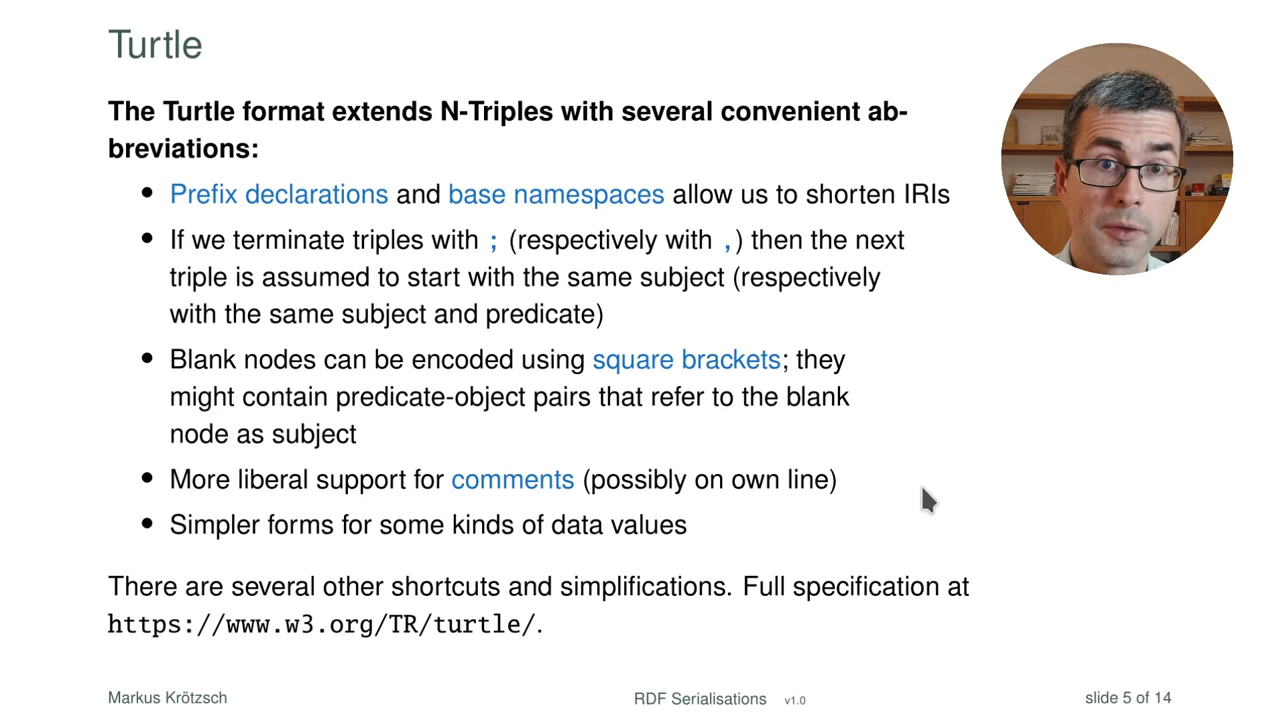 Turtle
The Turtle format extends N-Triples with several convenient ab-
breviations:
• Prefix declarations and base namespaces allow us to shorten IRIs
• If we terminate triples with ; (respectively with ,) then the next
triple is assumed to start with the same subject (respectively
with the same subject and predicate)
• Blank nodes can be encoded using square brackets; they
might contain predicate-object pairs that refer to the blank
node as subject
• More liberal support for comments (possibly on own line)
• Simpler forms for some kinds of data values
There are several other shortcuts and simplifications. Full specification at
https://www.w3.org/TR/turtle/.
Markus Krötzsch RDF Serialisations v1.0 slide 5 of 14